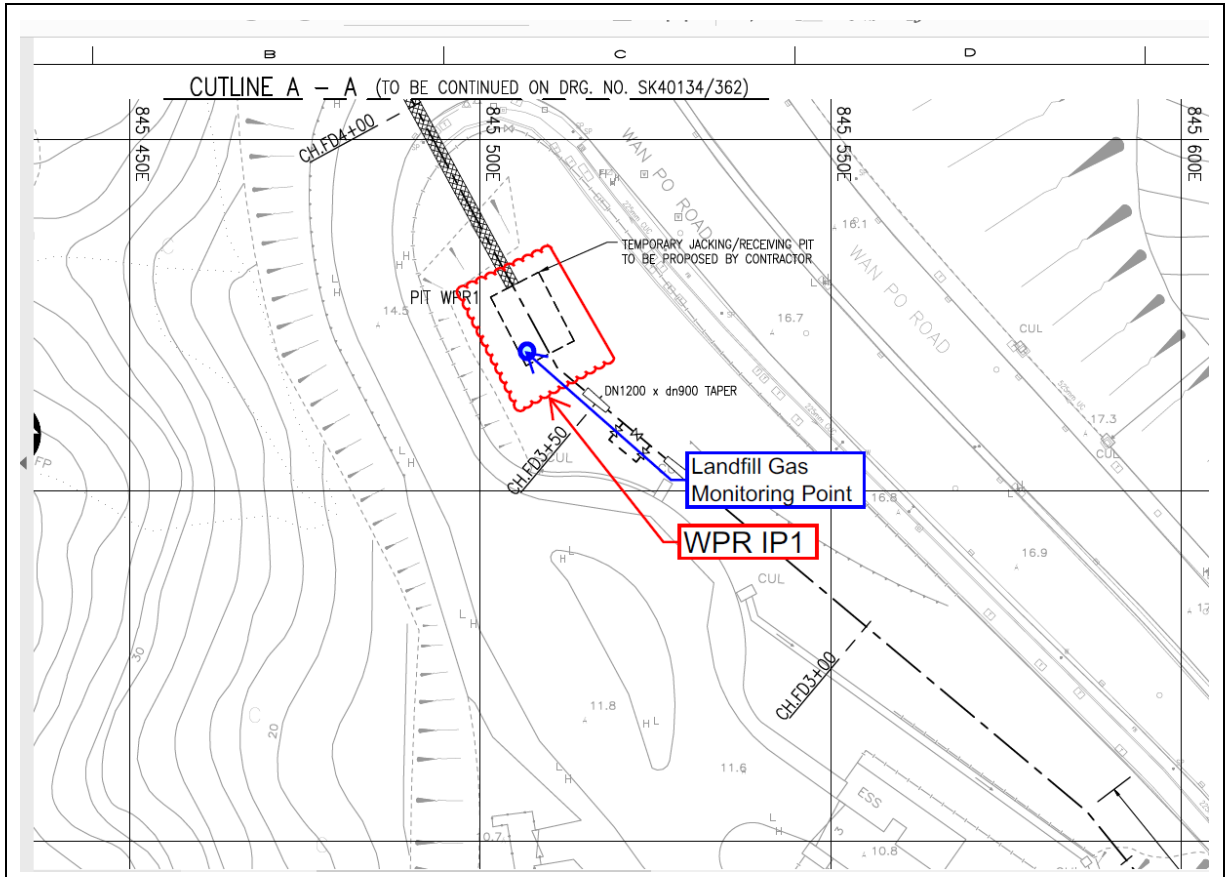 B
C
D
CUTLINE A – A (TO BE CONTINUED ON DRG. NO. SK40134/362)
845 450E
845 500E
845 550E
845 600E
CH.FD4+00
WAN PO ROAD
16.1
TEMPORARY JACKING/RECEIVING PIT
TO BE PROPOSED BY CONTRACTOR
WAN PO ROAD
PIT WPR1
14.5
16.7
CUL
DN1200 x dn900 TAPER
17.3
CUL
CH.FD3+50
CUL
FP
Landfill Gas
Monitoring Point
16.8
WPR IP1
16.9
CUL
30
C
20
CH.FD3+00
11.8
11.6
ESS
3
10.7
10.8
CUL